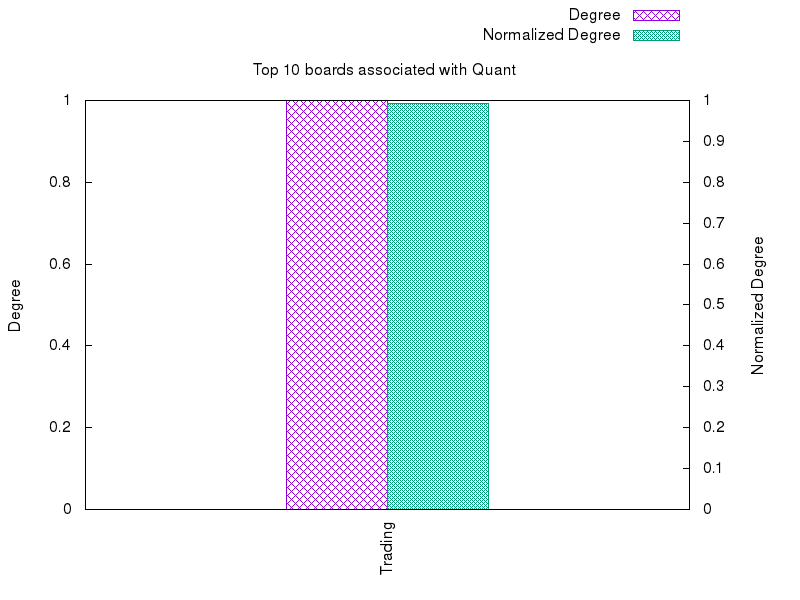 Degree
Normalized Degree
Top 10 boards associated with Quant
1
0.8
0.6
0.4
0.2
0
1
0.9
0.8
0.7
0.6
0.5
0.4
0.3
0.2
0.1
0
Degree
Normalized Degree
Trading